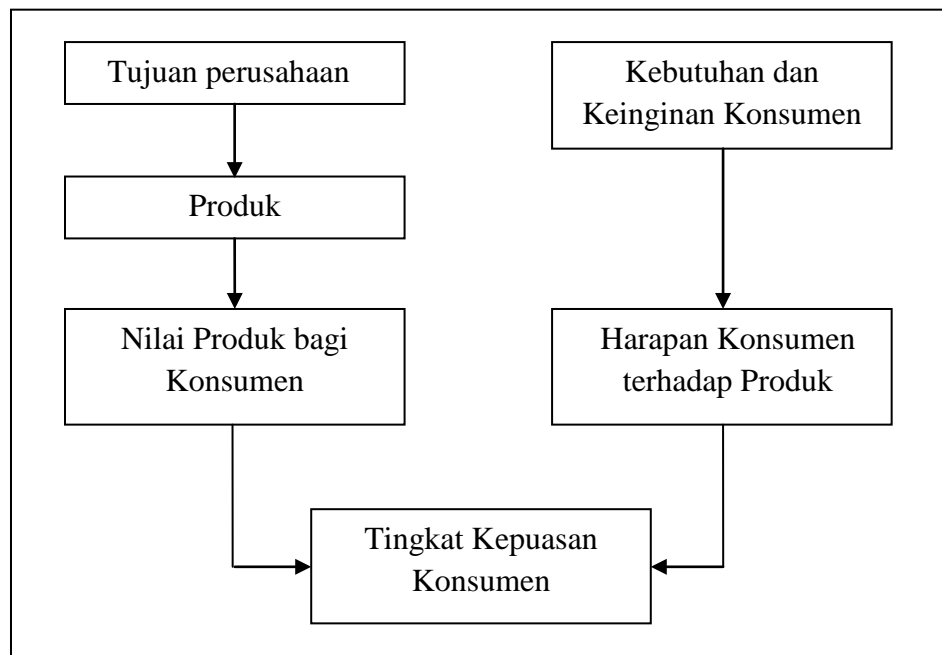 Tujuan perusahaan
Kebutuhan dan
Keinginan Konsumen
Produk
Nilai Produk bagi
Konsumen
Harapan Konsumen
terhadap Produk
Tingkat Kepuasan
Konsumen